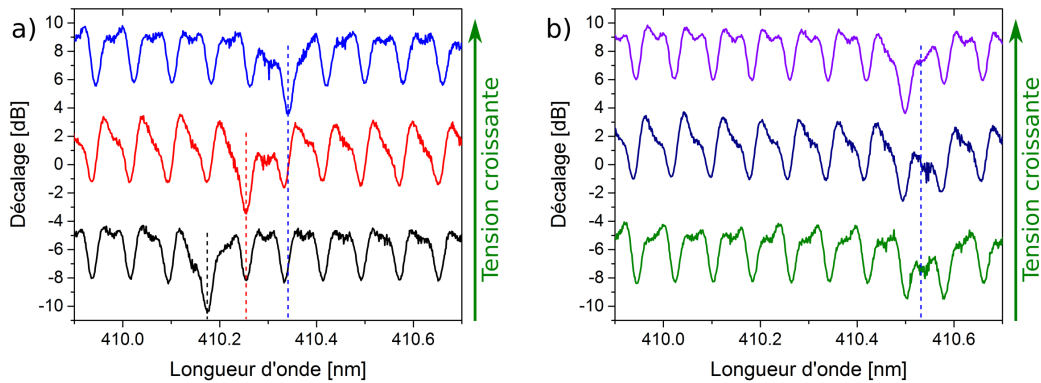 a)
Décalage [dB]
10
8
6
4
2
0
-2
-4
-6
-8
-10
410.0 410.2 410.4 410.6
Longueur d'onde [nm]
Tension croissante
b)
Décalage [dB]
10
8
6
4
2
0
-2
-4
-6
-8
-10
410.0 410.2 410.4 410.6
Longueur d'onde [nm]
Tension croissante